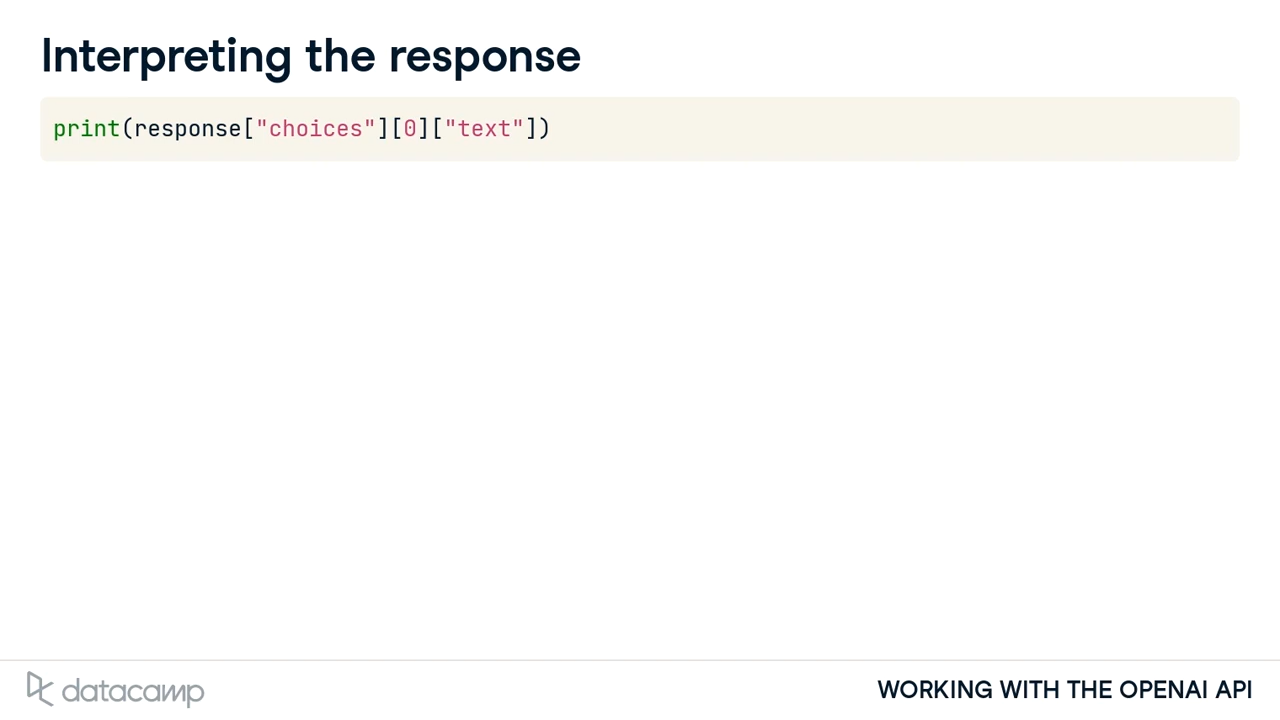 Interpreting the response
print(response["choices"][0]["text"])
datacamp
WORKING WITH THE OPENAI API